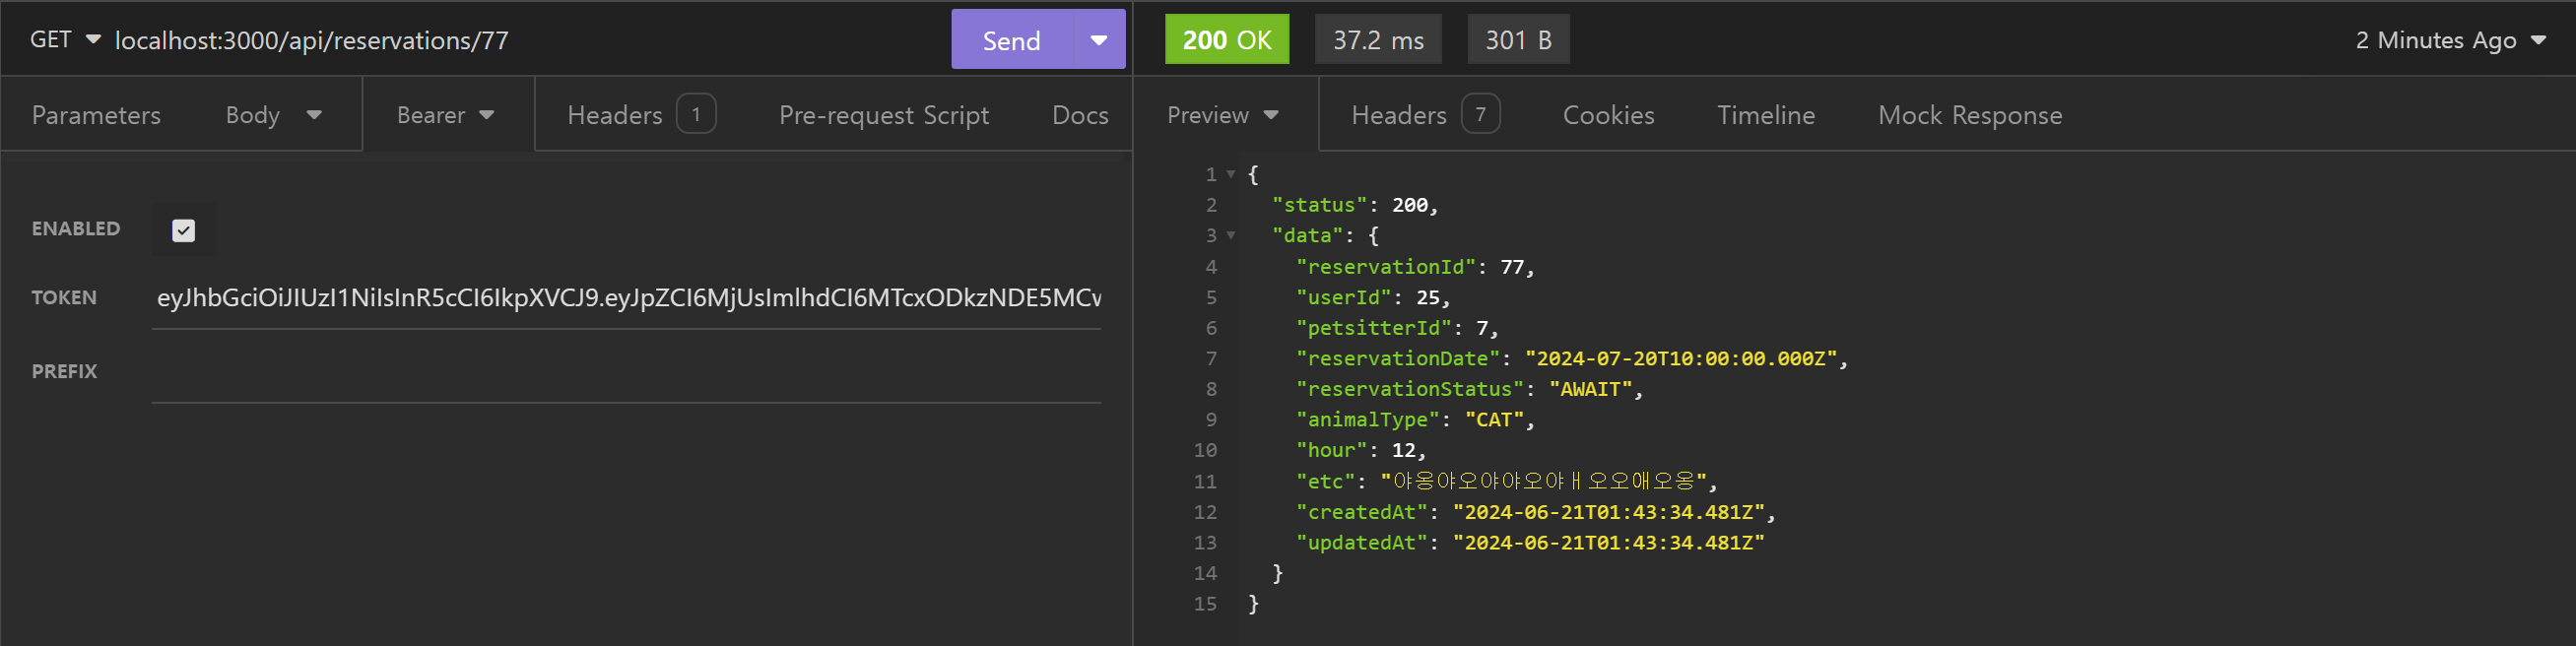 GET localhost:3000/api/reservations/77 Send
200 OK 37.2 ms 301 B 2 Minutes Ago
Parameters Body Bearer Headers 1 Pre-request Script Docs
Preview Headers 7 Cookies Timeline Mock Response
ENABLED
TOKEN eyJhbGciOiJIUzI1NiIsInR5cCI6IkpXVCJ9.eyJpZCI6MjUsImlhdCI6MTcxODkzNDE5MCw
PREFIX
1 {
2 "status": 200,
3 "data": {
4 "reservationId": 77,
5 "userId": 25,
6 "petsitterId": 7,
7 "reservationDate": "2024-07-20T10:00:00.000Z",
8 "reservationStatus": "AWAIT",
9 "animalType": "CAT",
10 "hour": 12,
11 "etc": "야옹야오야야오야ㅐ오오애오옹",
12 "createdAt": "2024-06-21T01:43:34.481Z",
13 "updatedAt": "2024-06-21T01:43:34.481Z"
14 }
15 }